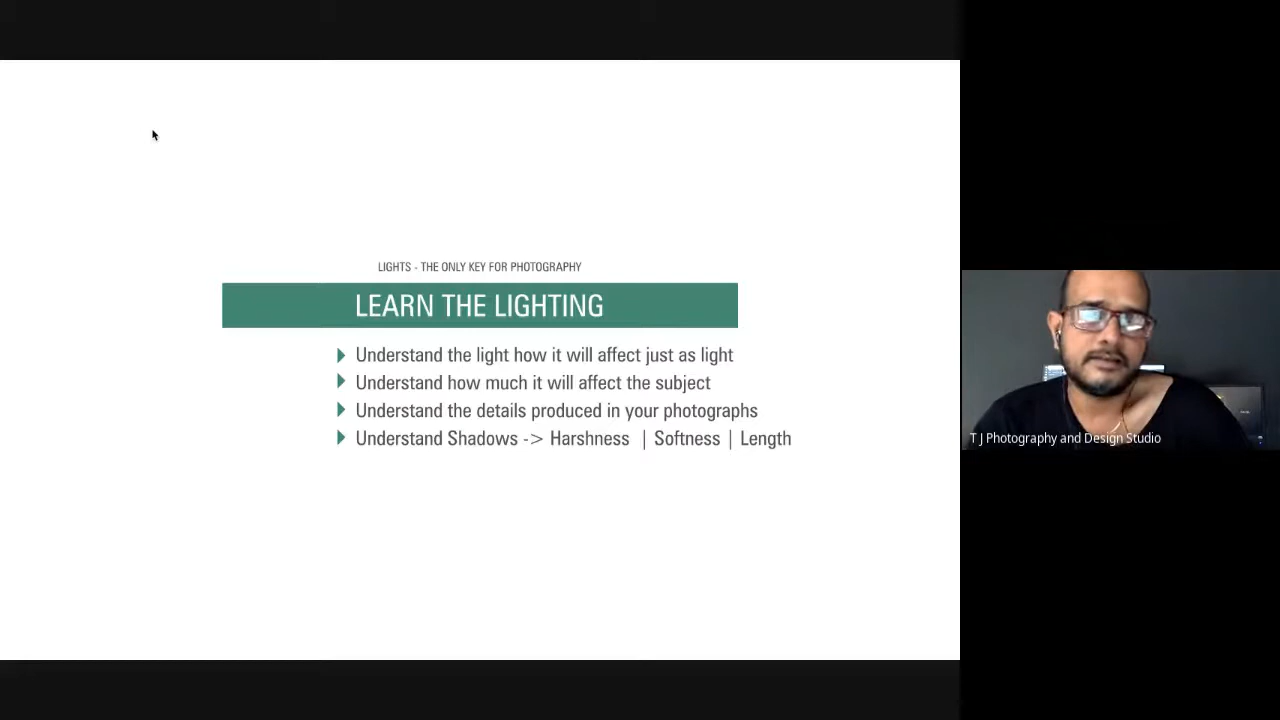 LIGHTS - THE ONLY KEY FOR PHOTOGRAPHY
LEARN THE LIGHTING
Understand the light how it will affect just as light
Understand how much it will affect the subject
Understand the details produced in your photographs
Understand Shadows -> Harshness | Softness | Length
T J Photography and Design Studio